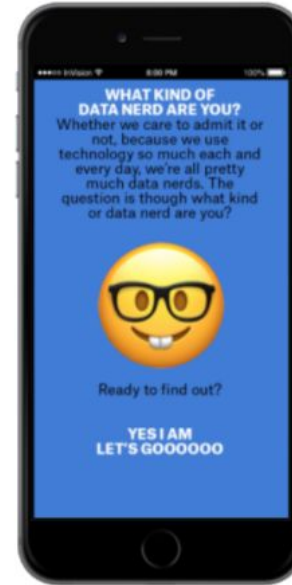 InVision 8:00 PM 100%
WHAT KIND OF
DATA NERD ARE YOU?
Whether we care to admit it or
not, because we use
technology so much each and
every day, we're all pretty
much data nerds. The
question is though what kind
or data nerd are you?
Ready to find out?
YES I AM
LET'S GOOOOOO